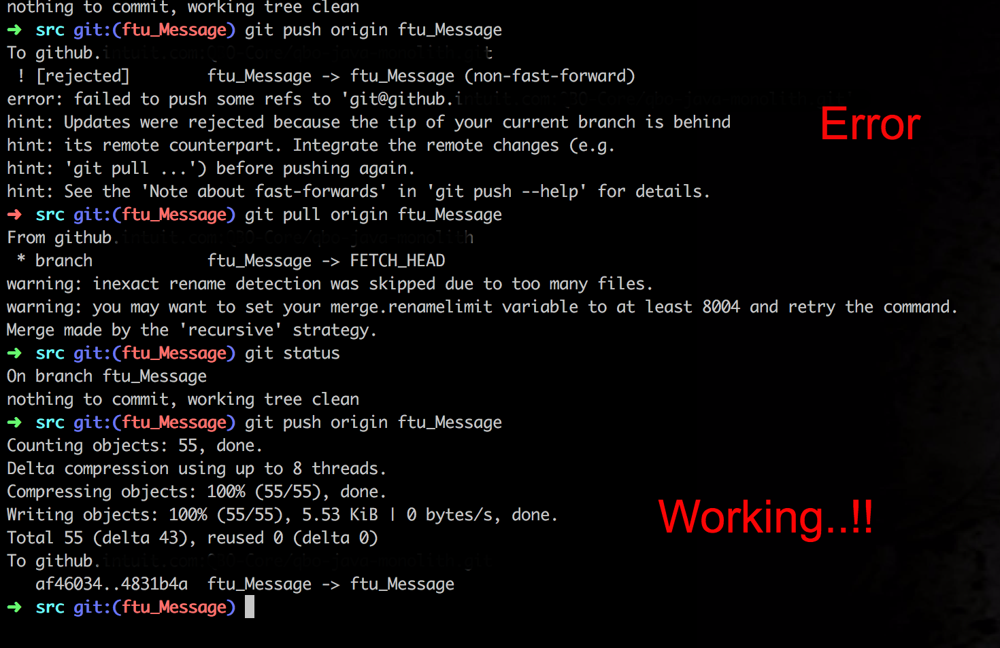 nothing to commit, working tree clean
➜ src git:(ftu_Message) git push origin ftu_Message
To github.
! [rejected] ftu_Message -> ftu_Message (non-fast-forward)
error: failed to push some refs to 'git@github.
hint: Updates were rejected because the tip of your current branch is behind
Error
hint: its remote counterpart. Integrate the remote changes (e.g.
hint: 'git pull ...') before pushing again.
hint: See the 'Note about fast-forwards' in 'git push --help' for details.
➜ src git:(ftu_Message) git pull origin ftu_Message
From github.
* branch ftu_Message -> FETCH_HEAD
warning: inexact rename detection was skipped due to too many files.
warning: you may want to set your merge.renamelimit variable to at least 8004 and retry the command.
Merge made by the 'recursive' strategy.
➜ src git:(ftu_Message) git status
On branch ftu_Message
nothing to commit, working tree clean
➜ src git:(ftu_Message) git push origin ftu_Message
Counting objects: 55, done.
Delta compression using up to 8 threads.
Compressing objects: 100% (55/55), done.
Writing objects: 100% (55/55), 5.53 KiB | 0 bytes/s, done.
Working..!!
Total 55 (delta 43), reused 0 (delta 0)
To github.
af46034..4831b4a ftu_Message -> ftu_Message
➜ src git:(ftu_Message)